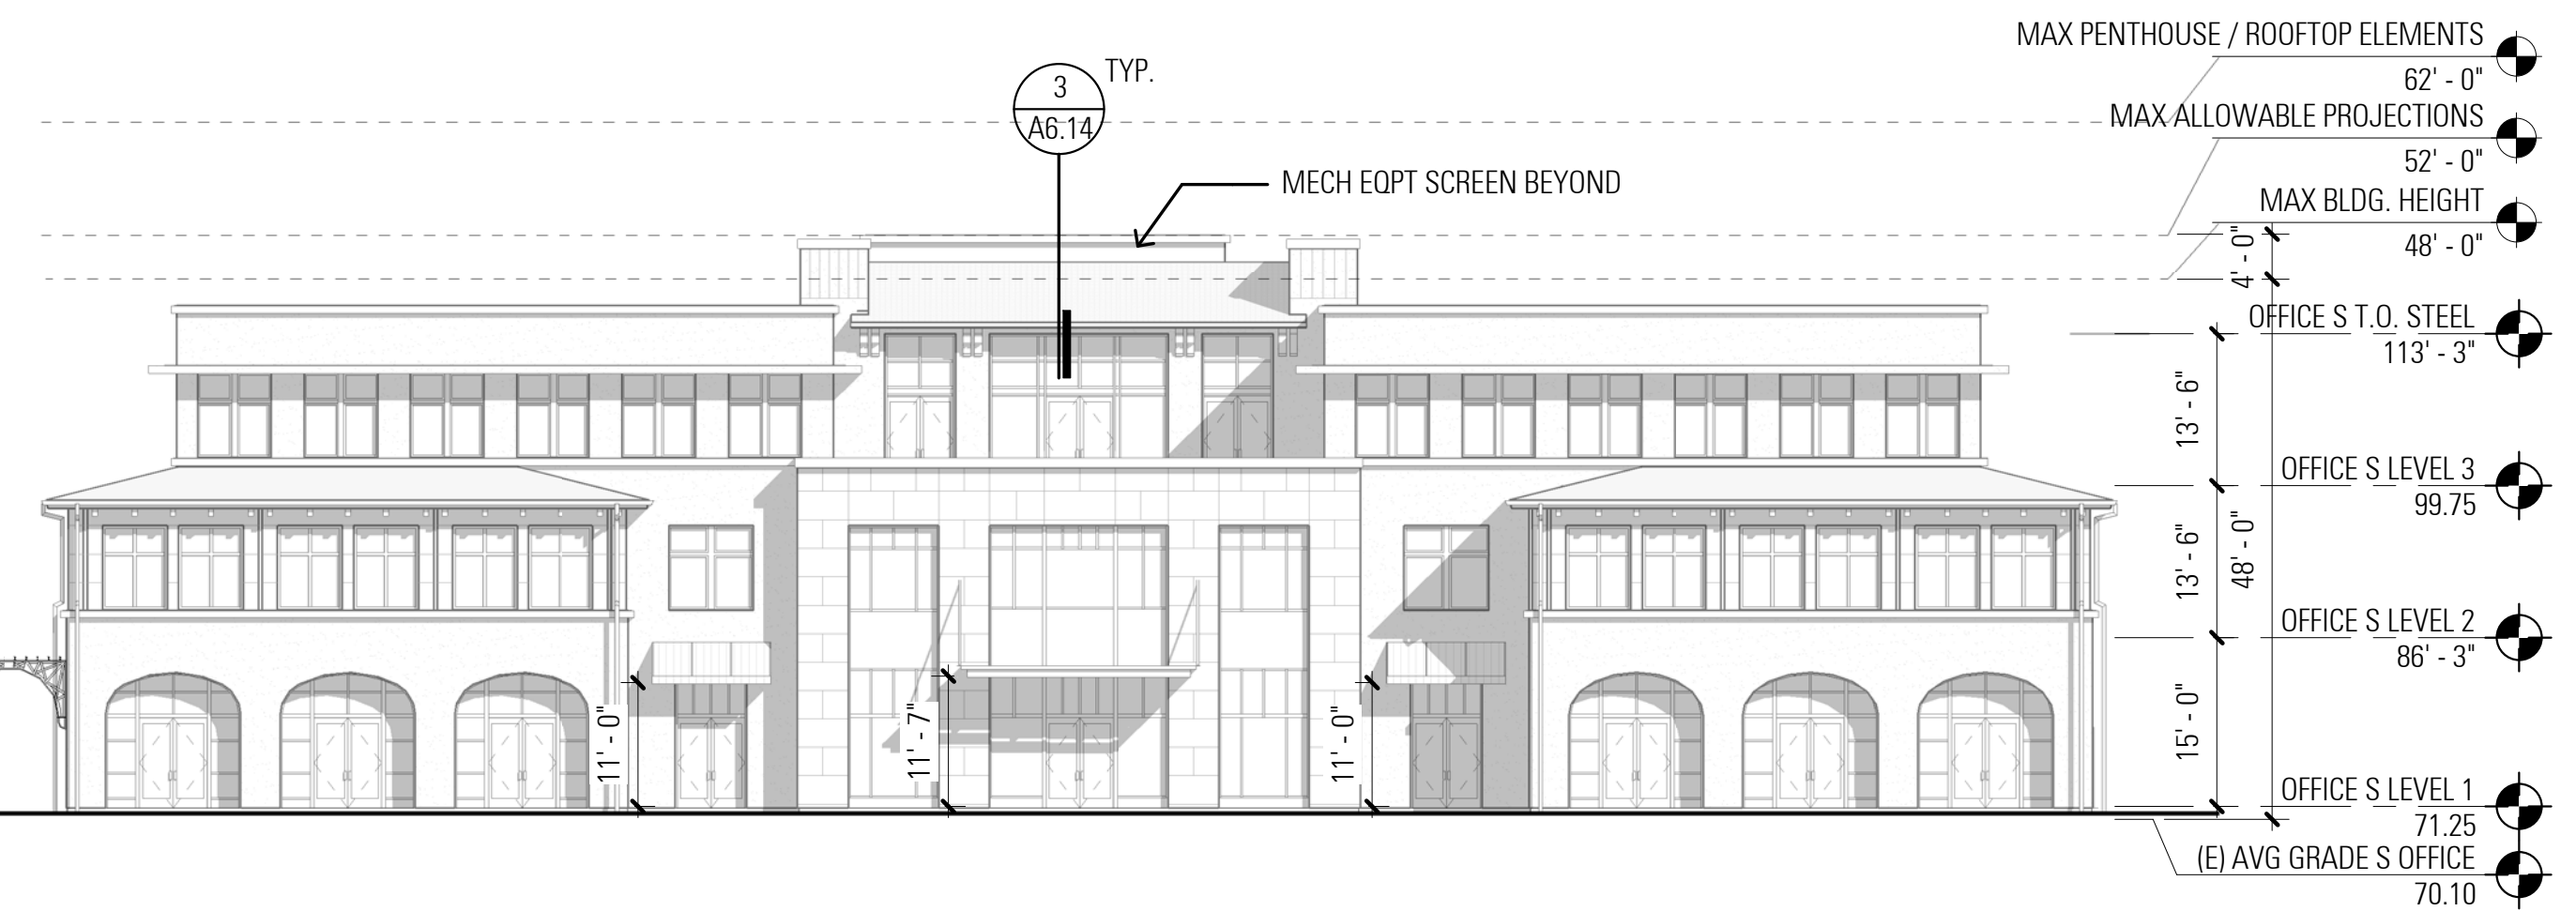 MAX PENTHOUSE / ROOFTOP ELEMENTS
62' - 0"
3
A6.14
TYP.
MAX ALLOWABLE PROJECTIONS
52' - 0"
MECH EQPT SCREEN BEYOND
MAX BLDG. HEIGHT
48' - 0"
4' - 0"
OFFICE S T.O. STEEL
113' - 3"
13' - 6"
OFFICE S LEVEL 3
99.75
13' - 6"
48' - 0"
OFFICE S LEVEL 2
86' - 3"
11' - 0"
11' - 7"
11' - 0"
15' - 0"
OFFICE S LEVEL 1
71.25
(E) AVG GRADE S OFFICE
70.10